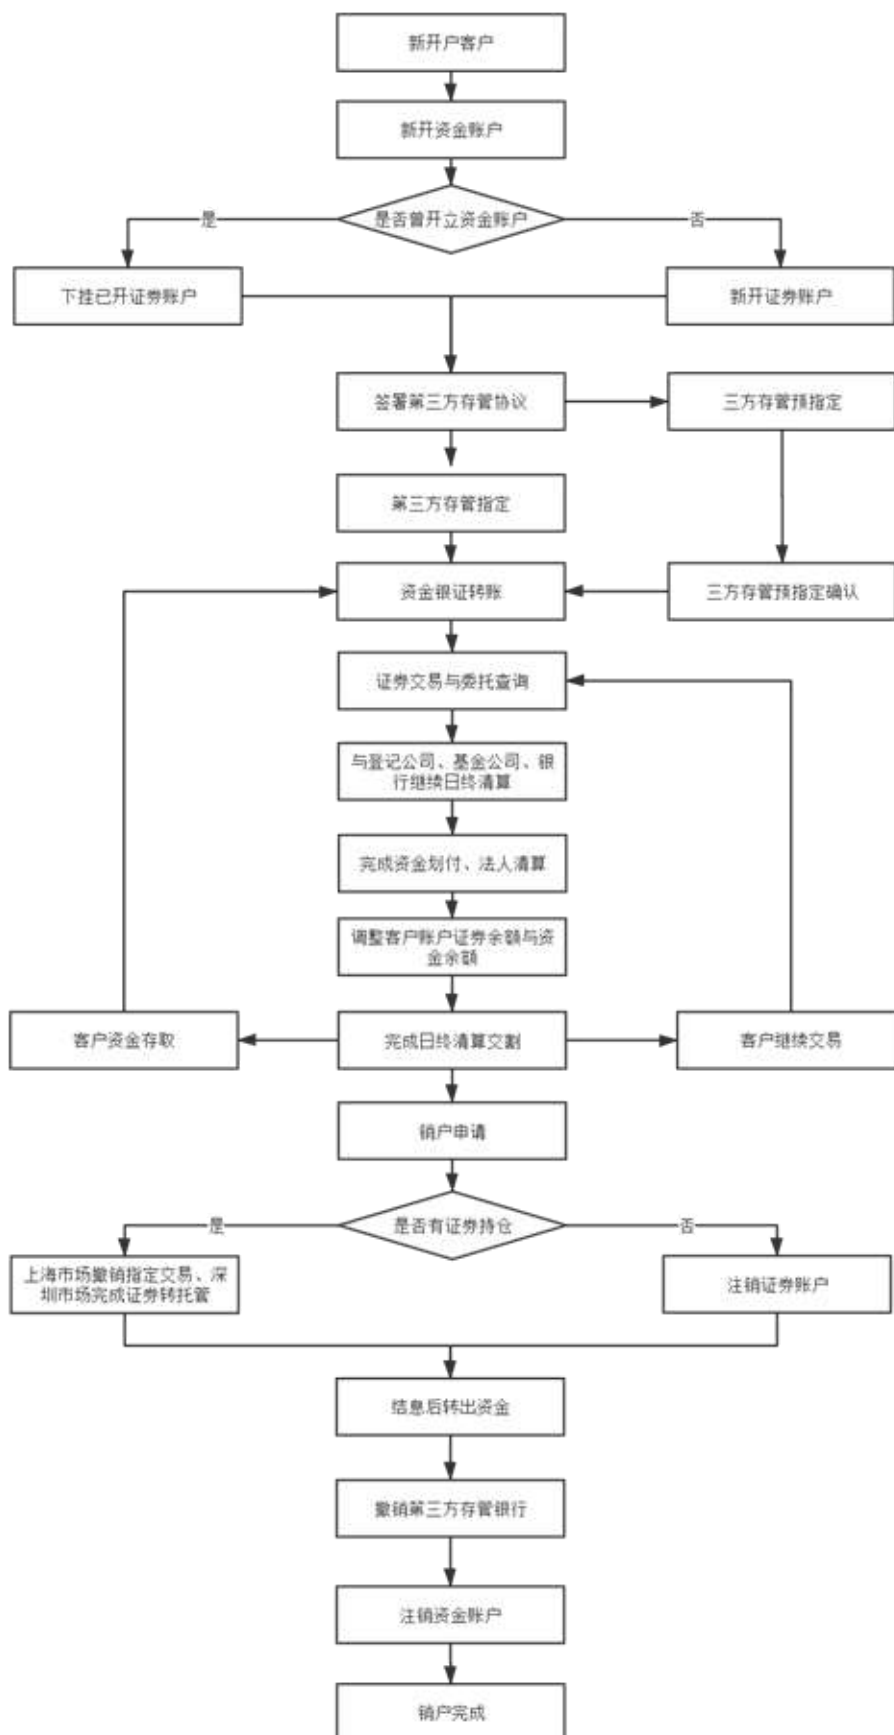 新开户客户
新开资金账户
是否曾开立资金账户
是
否
下挂已开证券账户
新开证券账户
签署第三方存管协议
三方存管预指定
第三方存管指定
资金银证转账
三方存管预指定确认
证券交易与委托查询
与登记公司、基金公司、银
行继续日终清算
完成资金划付、法人清算
调整客户账户证券余额与资
金余额
客户资金存取
完成日终清算交割
客户继续交易
销户申请
是否有证券持仓
是
否
上海市场撤销指定交易、深
圳市场完成证券转托管
注销证券账户
结息后转出资金
撤销第三方存管银行
注销资金账户
销户完成